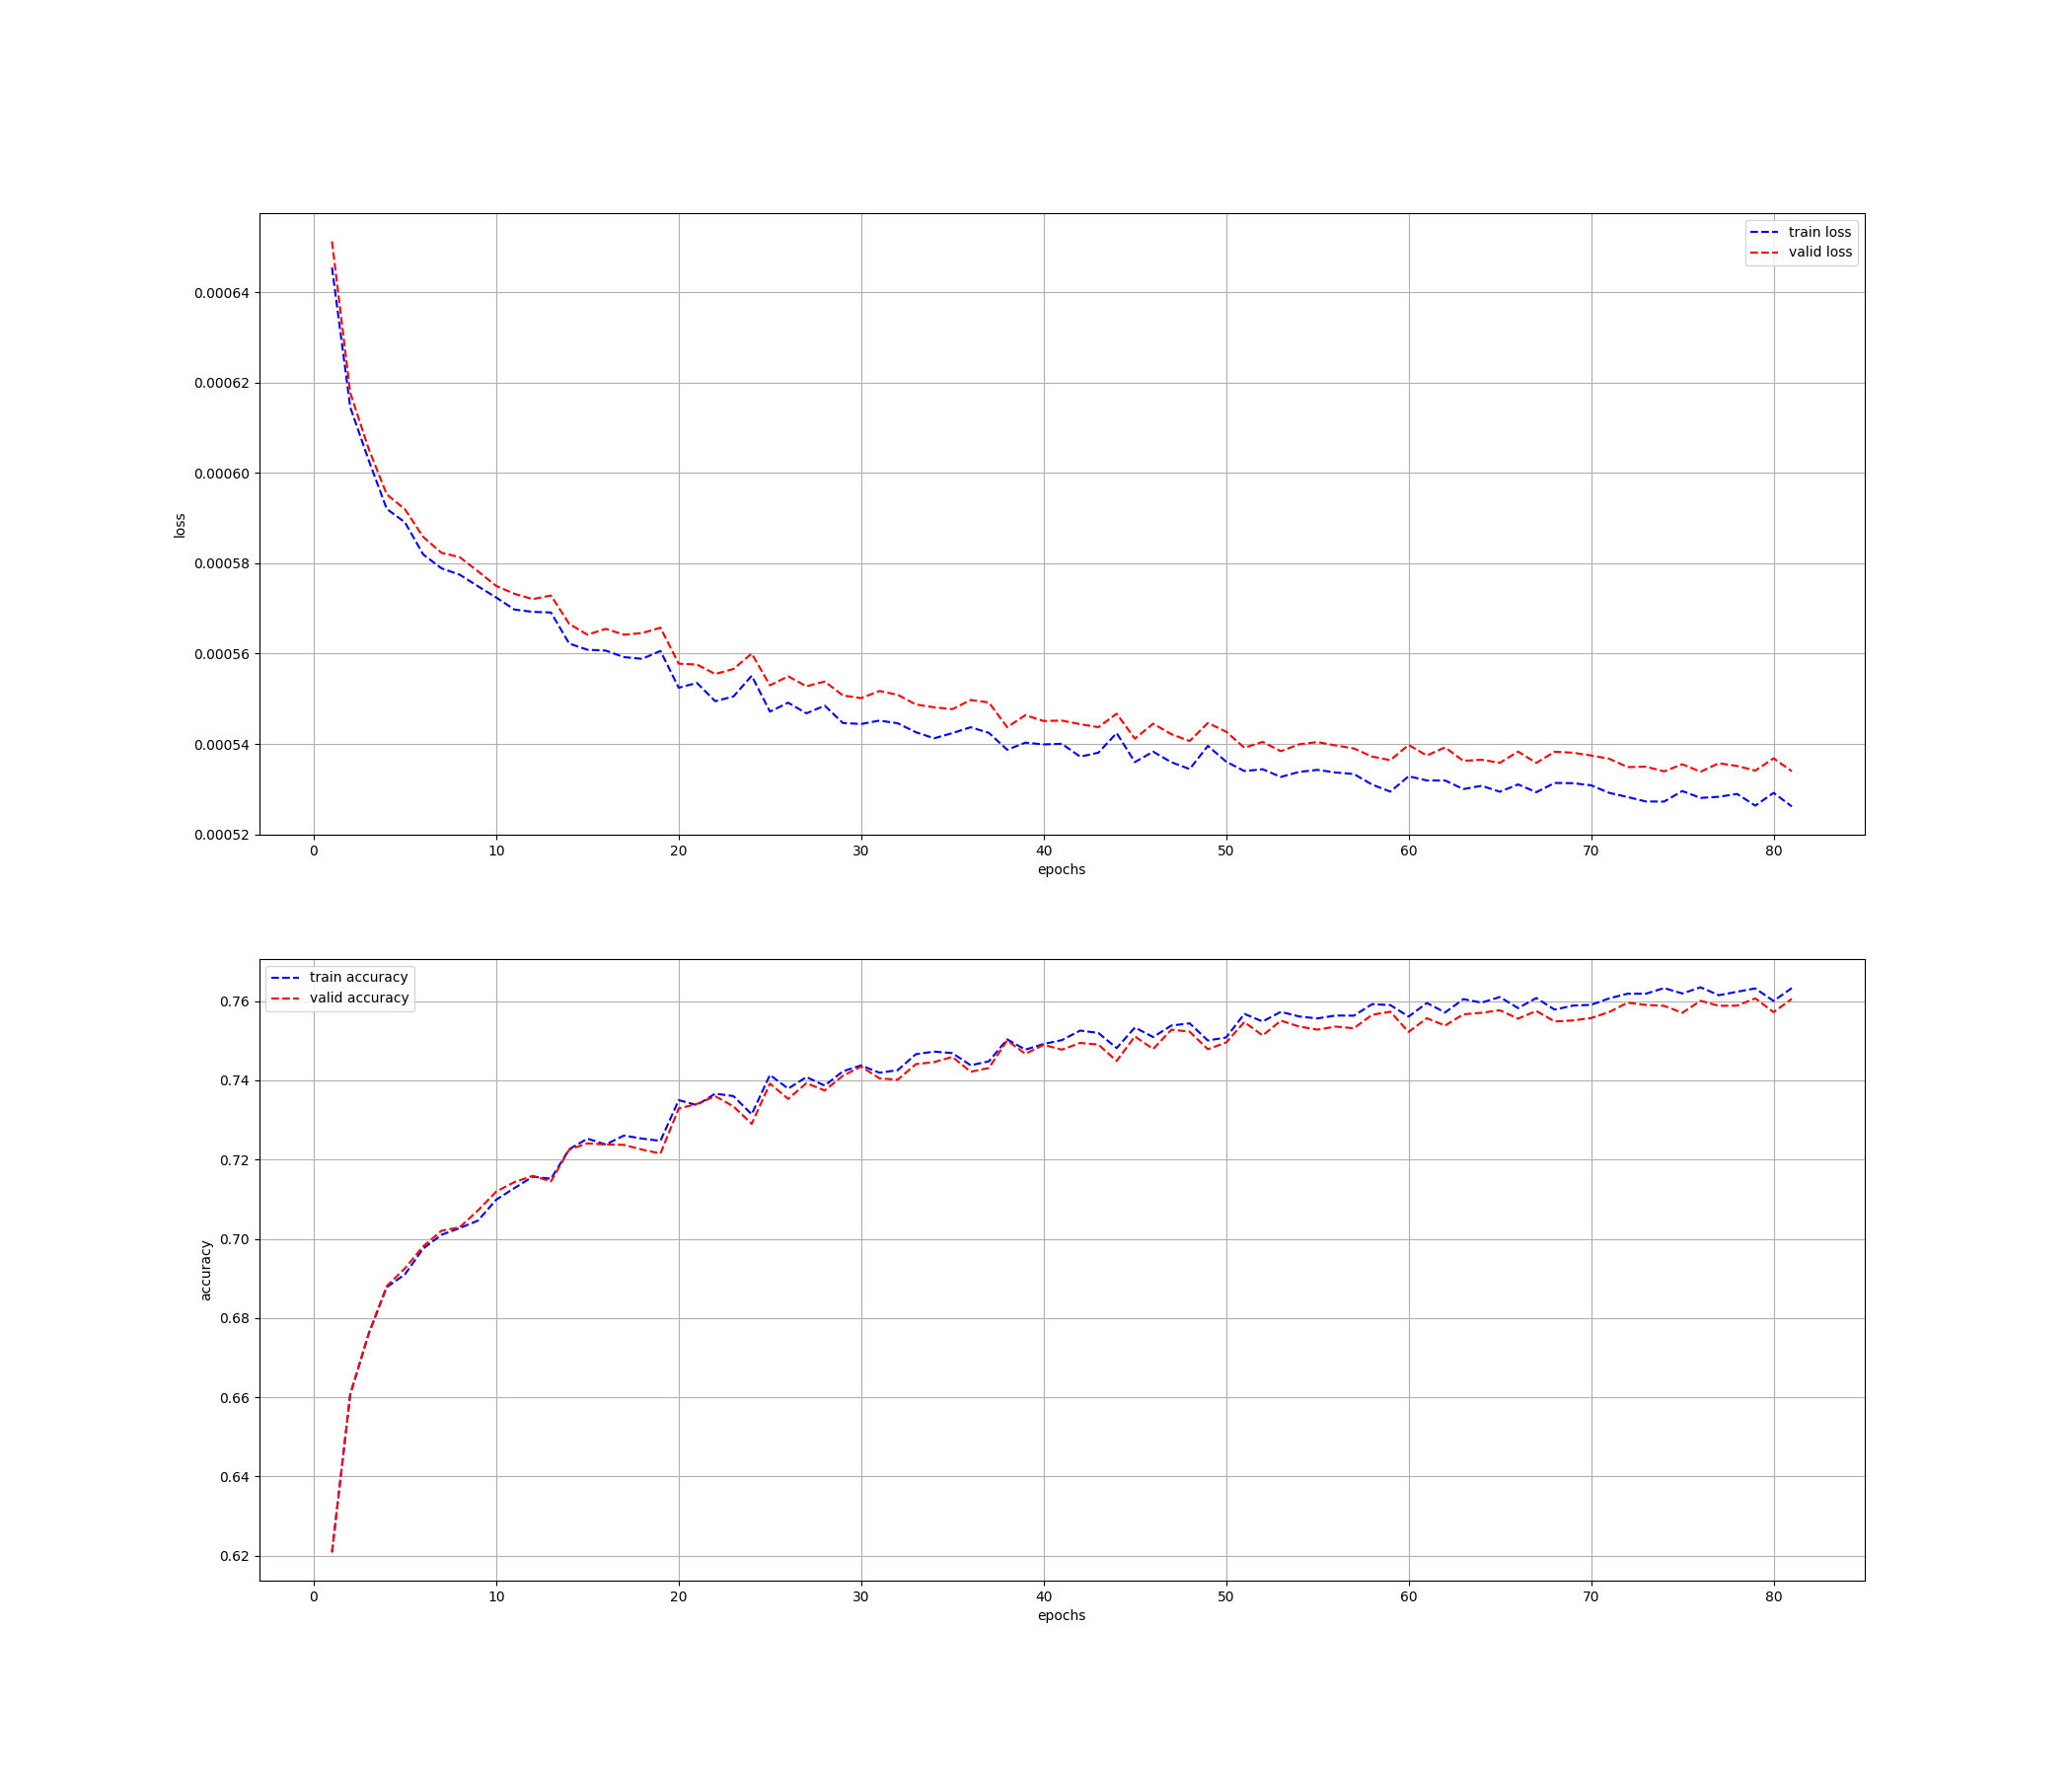 train loss
valid loss
0.00064
0.00062
0.00060
0.00058
0.00056
0.00054
0.00052
loss
0 10 20 30 40 50 60 70 80
epochs
train accuracy
valid accuracy
0.76
0.74
0.72
0.70
0.68
0.66
0.64
0.62
accuracy
0 10 20 30 40 50 60 70 80
epochs